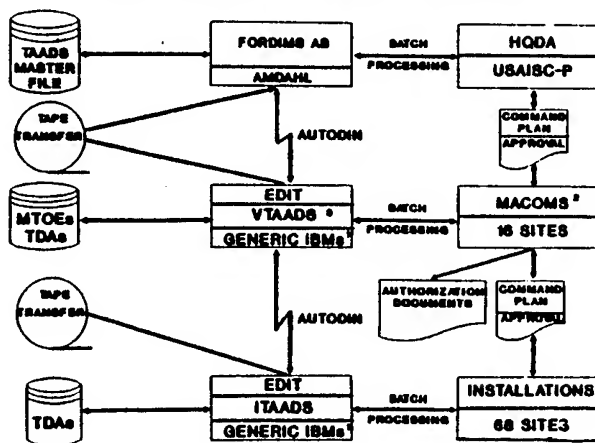 TAADS
MASTER
FILE
FORDIMS AS
AMDAHL
BATCH
PROCESSING
HQDA
USAISC-P
TAPE
TRANSFER
AUTODIN
COMMAND
PLAN
APPROVAL
MTOEs
TDAs
EDIT
VTAADS
GENERIC IBMs
BATCH
PROCESSING
MACOMS 2
16 SITES
TAPE
TRANSFER
AUTODIN
AUTHORIZATION
DOCUMENTS
COMMAND
PLAN
APPROVAL
TDAs
EDIT
ITAADS
GENERIC IBMs
BATCH
PROCESSING
INSTALLATIONS
68 SITES